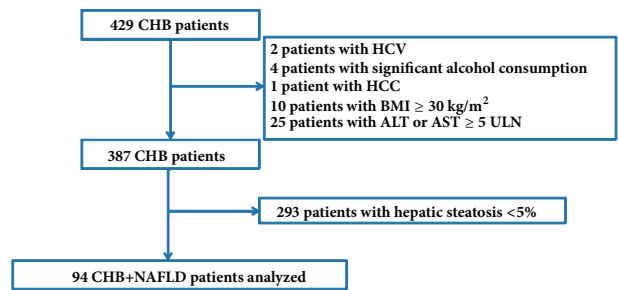 429 CHB patients
2 patients with HCV
4 patients with significant alcohol consumption
1 patient with HCC
10 patients with BMI ≥ 30 kg/m²
25 patients with ALT or AST ≥ 5 ULN
387 CHB patients
293 patients with hepatic steatosis <5%
94 CHB+NAFLD patients analyzed